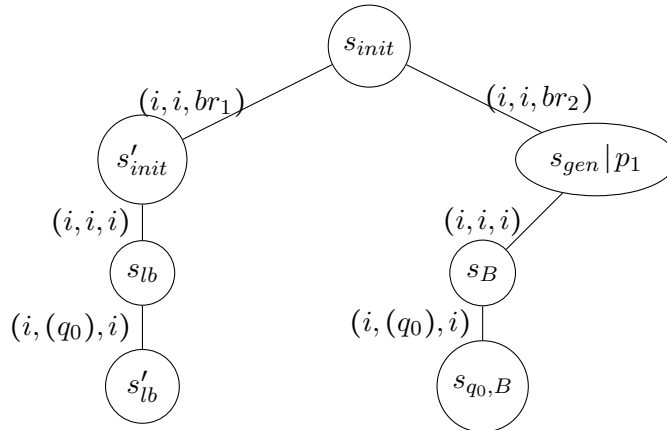 s_{init}
(i, i, br_1) (i, i, br_2)
s'_{init} s_{gen} | p_1
(i, i, i) (i, i, i)
s_{lb} s_B
(i, (q_0), i) (i, (q_0), i)
s'_{lb} s_{q_0,B}